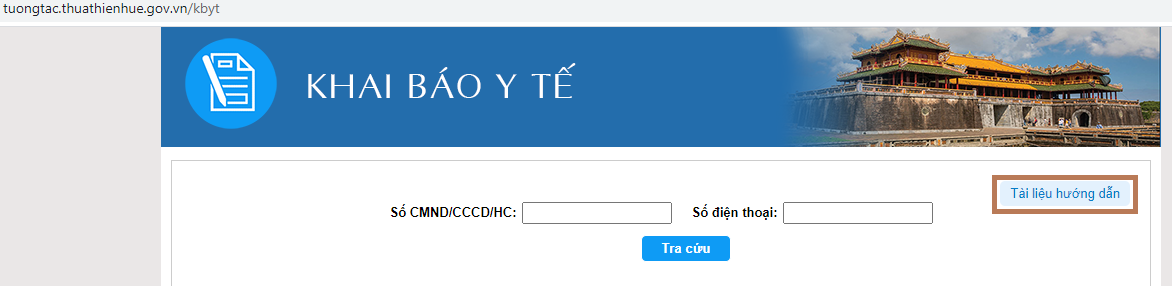 tuongtac.thuathienhue.gov.vn/kbyt
KHAI BÁO Y TẾ
Tài liệu hướng dẫn
Số CMND/CCCD/HC: Số điện thoại:
Tra cứu